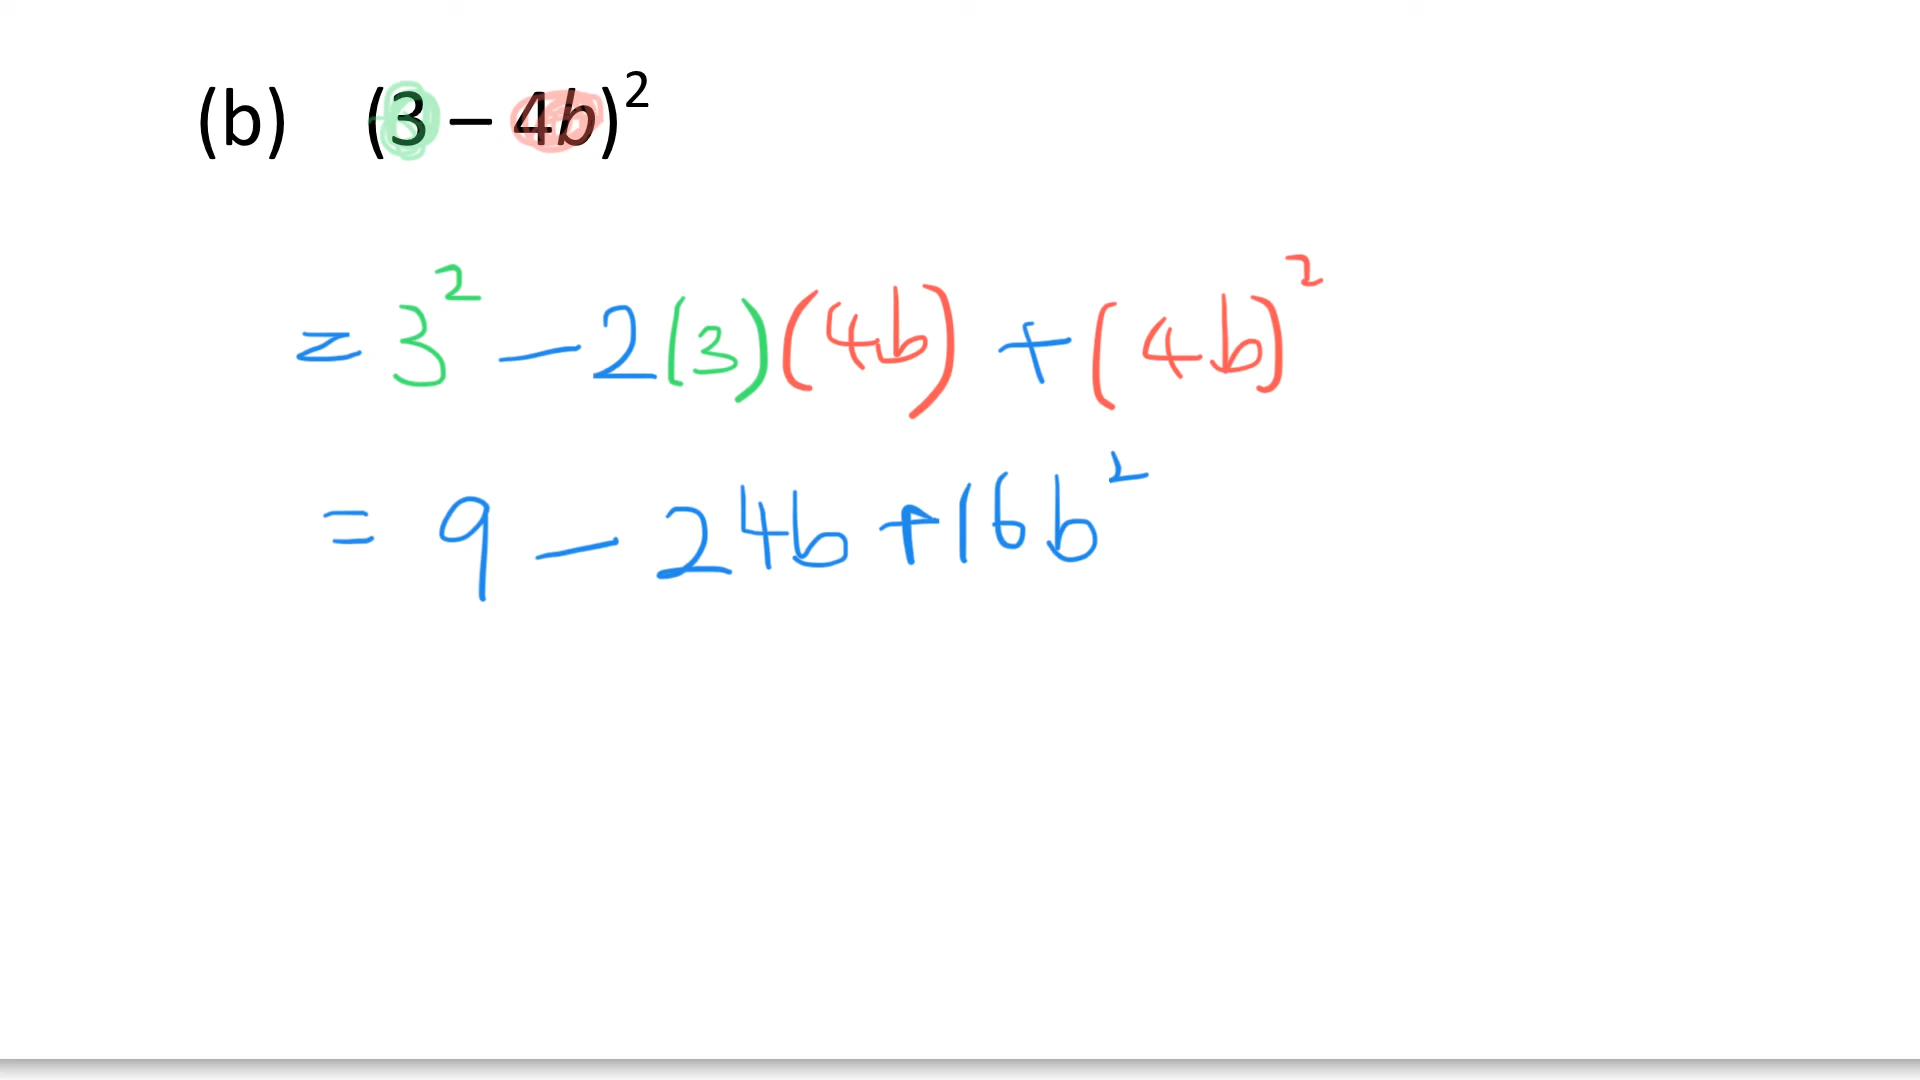 (b) (3 – 4b)²
= 3² – 2(3)(4b) + (4b)²
= 9 – 24b + 16b²